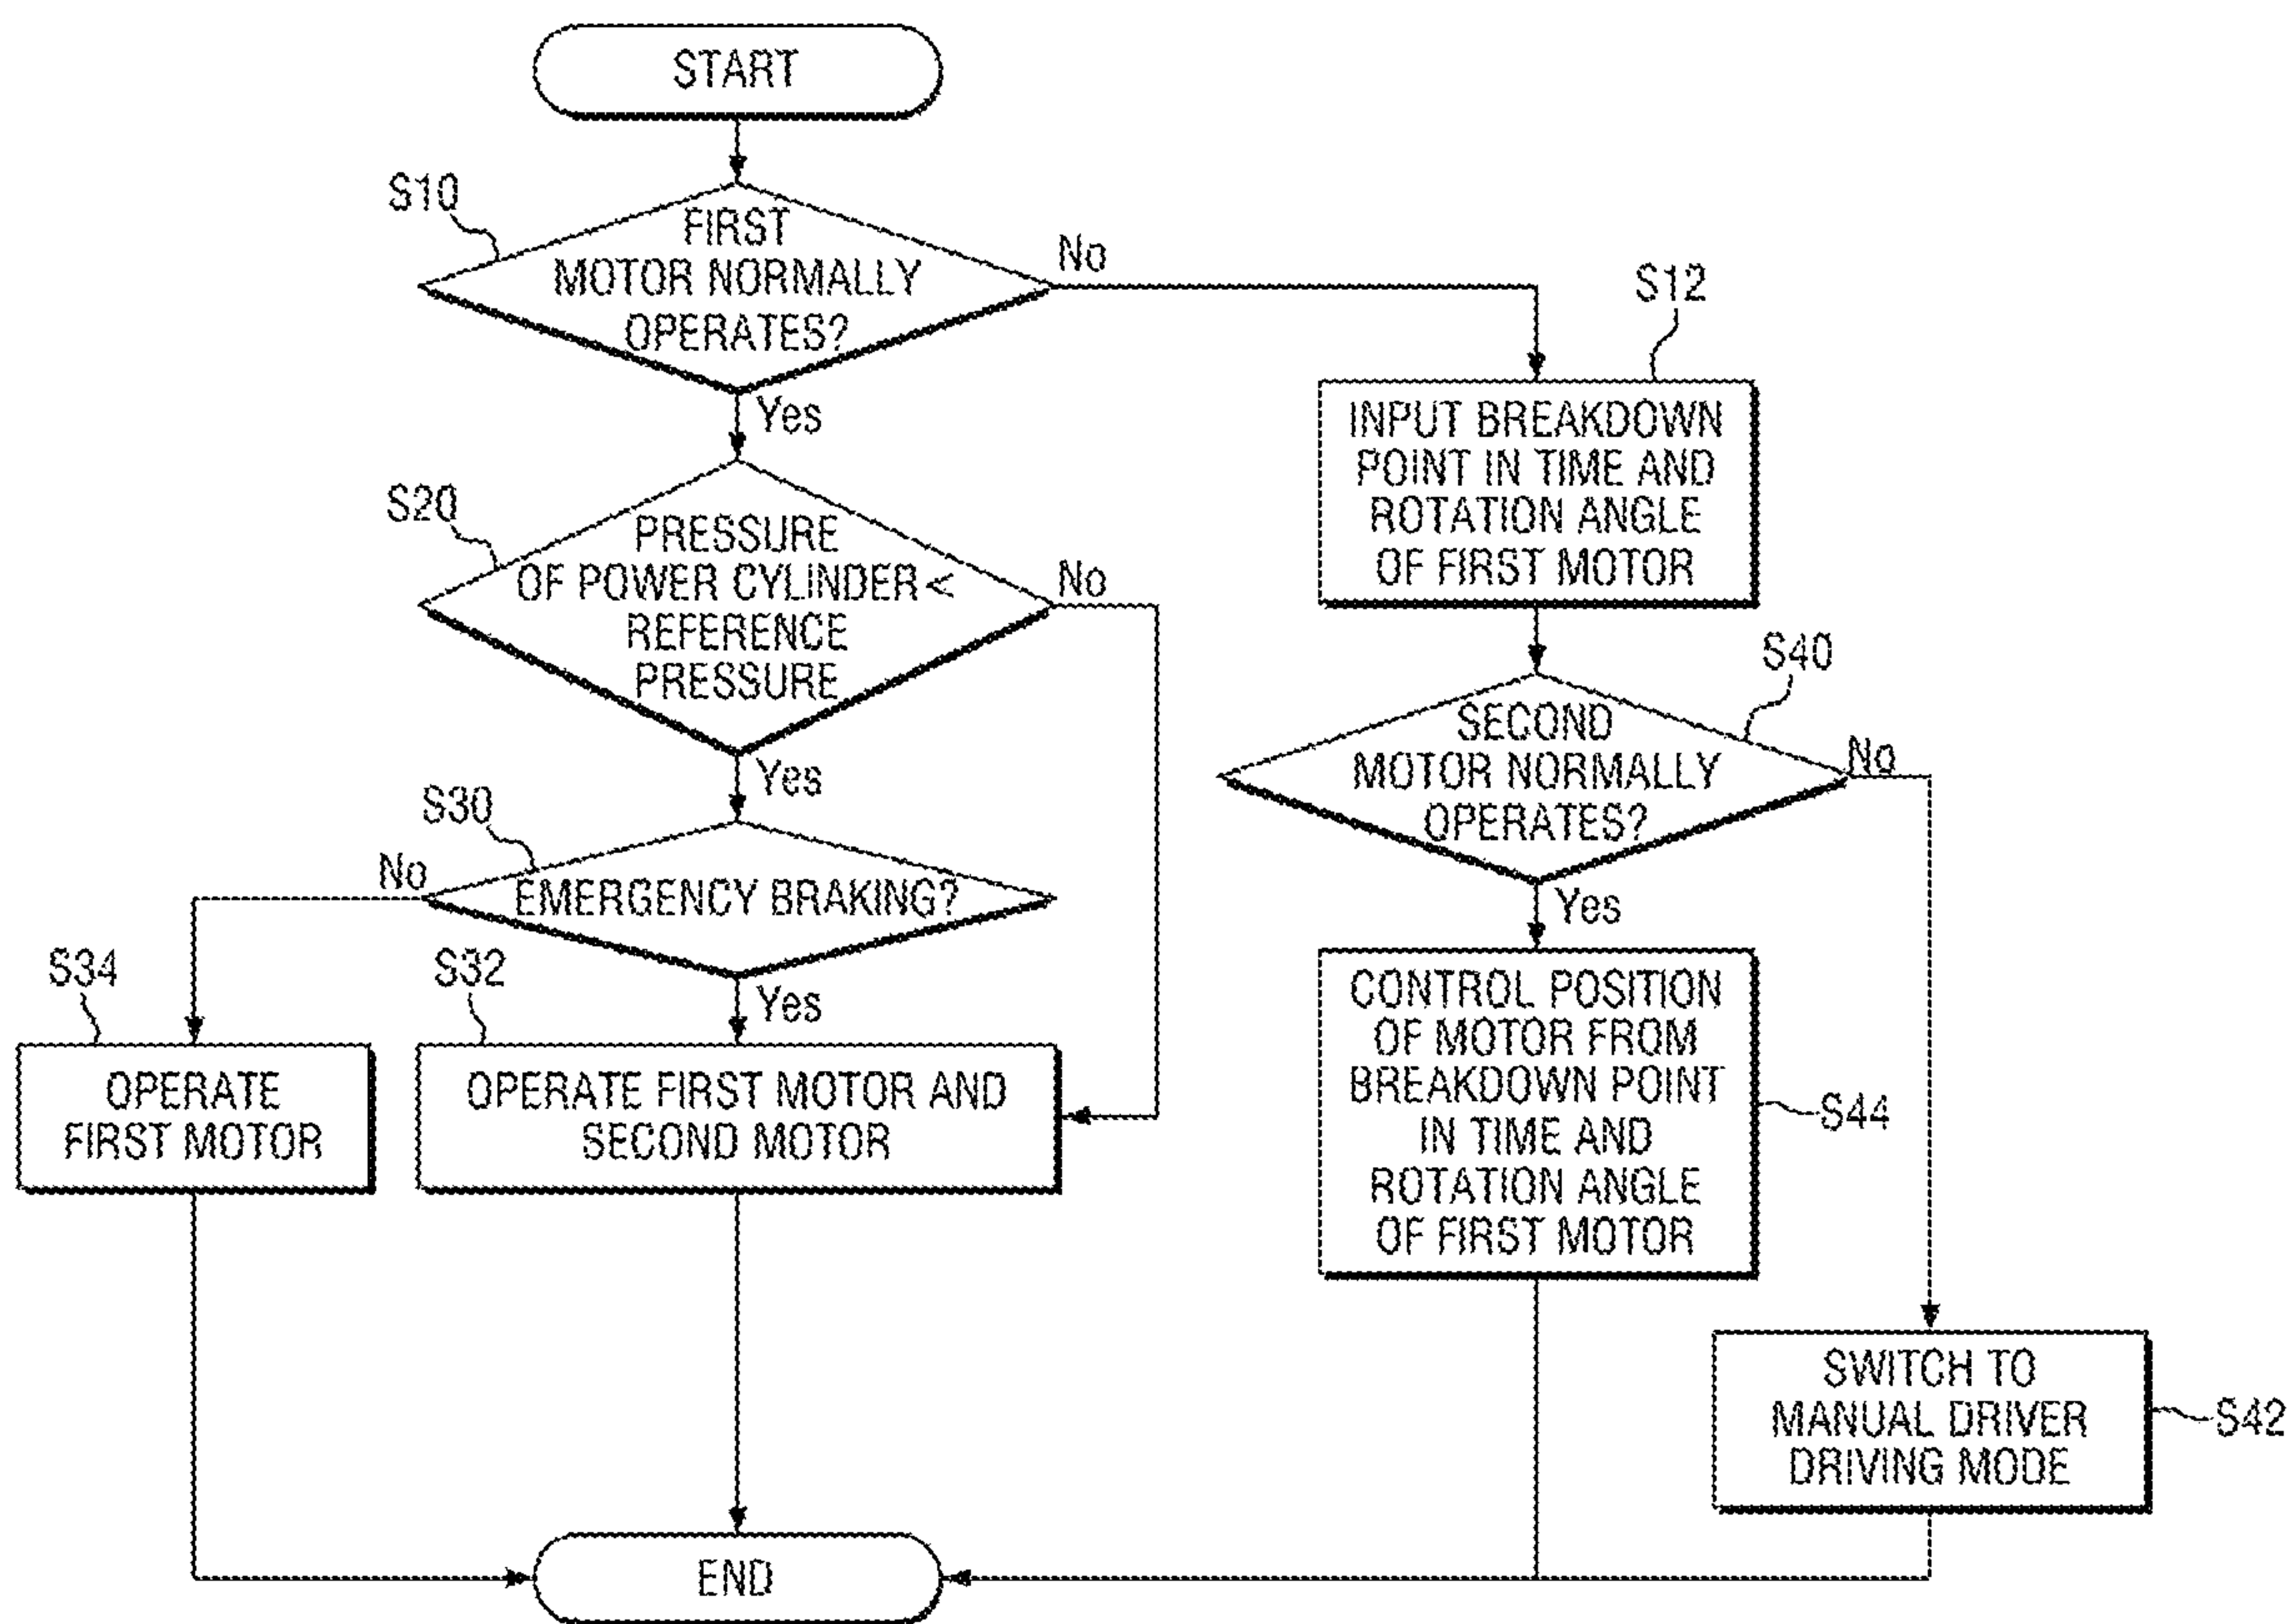 START
S10
FIRST
MOTOR NORMALLY
OPERATES?
No
Yes
S12
INPUT BREAKDOWN
POINT IN TIME AND
ROTATION ANGLE
OF FIRST MOTOR
S20
PRESSURE
OF POWER CYLINDER <
REFERENCE
PRESSURE
No
Yes
S40
SECOND
MOTOR NORMALLY
OPERATES?
No
Yes
S30
EMERGENCY BRAKING?
No
Yes
S34
OPERATE
FIRST MOTOR
S32
OPERATE FIRST MOTOR AND
SECOND MOTOR
CONTROL POSITION
OF MOTOR FROM
BREAKDOWN POINT
IN TIME AND
ROTATION ANGLE
OF FIRST MOTOR
S44
SWITCH TO
MANUAL DRIVER
DRIVING MODE
S42
END